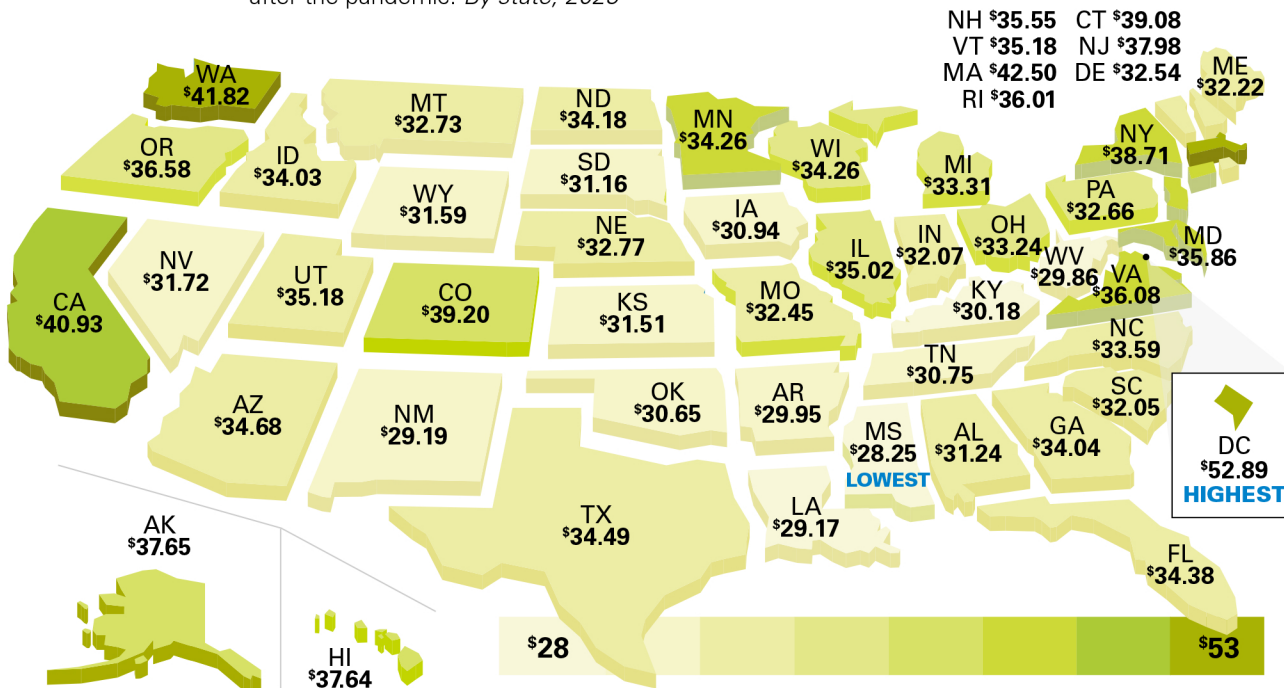 after the pandemic. By state, 2023
NH $35.55 CT $39.08
VT $35.18 NJ $37.98
MA $42.50 DE $32.54
RI $36.01
ME
$32.22
WA
$41.82
MT
$32.73
ND
$34.18
MN
$34.26
OR
$36.58
ID
$34.03
SD
$31.16
WI
$34.26
MI
$33.31
NY
$38.71
WY
$31.59
PA
$32.66
IA
$30.94
NE
$32.77
IL
$35.02
IN
$32.07
OH
$33.24
WV
$29.86
MD
$35.86
VA
$36.08
NV
$31.72
UT
$35.18
CO
$39.20
CA
$40.93
KS
$31.51
MO
$32.45
KY
$30.18
NC
$33.59
TN
$30.75
SC
$32.05
AZ
$34.68
NM
$29.19
OK
$30.65
AR
$29.95
MS
$28.25
LOWEST
AL
$31.24
GA
$34.04
DC
$52.89
HIGHEST
TX
$34.49
LA
$29.17
FL
$34.38
AK
$37.65
HI
$37.64
$28
$53